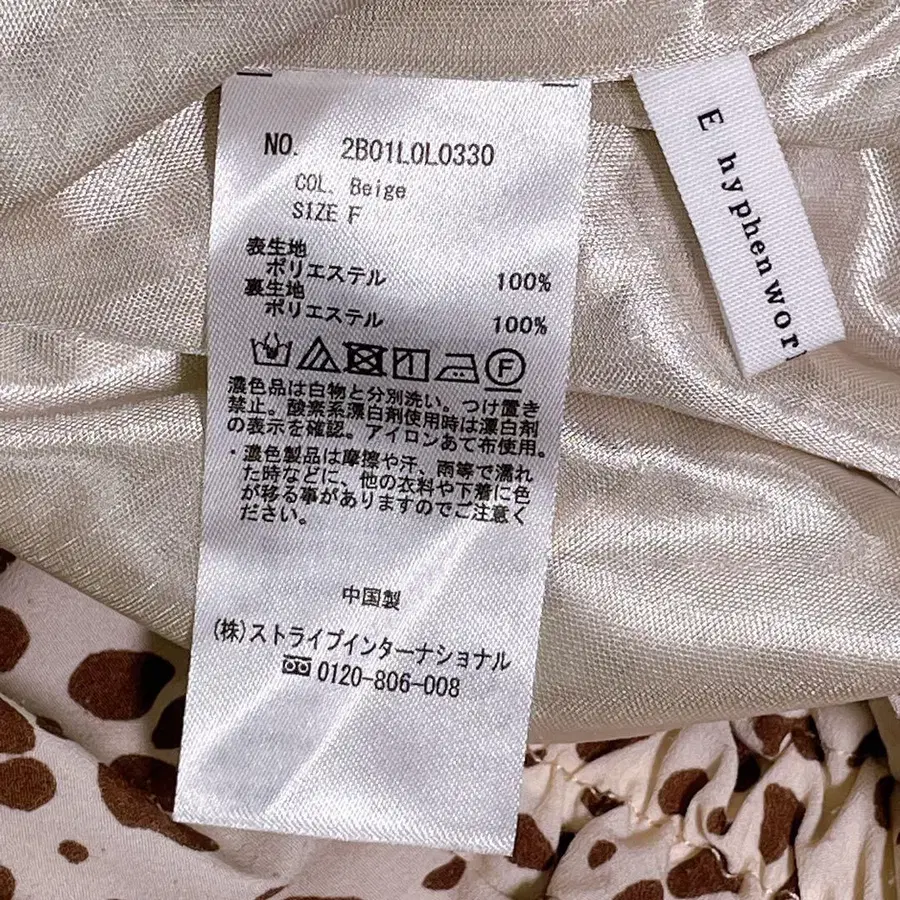 NO. 2B01L0L0330
COL. Beige
SIZE F
表生地
ポリエステル 100%
裏生地
ポリエステル 100%
F
濃色品は白物と分別洗い。つけ置き
禁止。酸素系漂白剤使用時は漂白剤
の表示を確認。アイロンあて布使用。
・濃色製品は摩擦や汗、雨等で濡れ
た時などに、他の衣料や下着に色
が移る事がありますのでご注意く
ださい。
中国製
(株)ストライプインターナショナル
0120-806-008
E hyphen wor